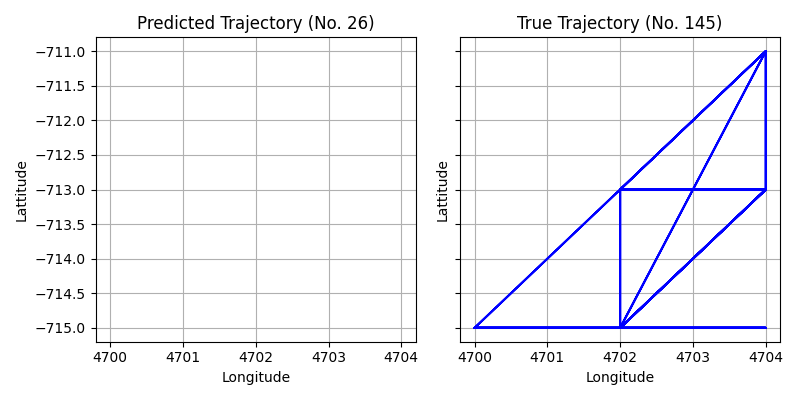 Predicted Trajectory (No. 26)
True Trajectory (No. 145)
−711.0
−711.5
−712.0
−712.5
−713.0
−713.5
−714.0
−714.5
−715.0
Lattitude
Lattitude
4700 4701 4702 4703 4704
4700 4701 4702 4703 4704
Longitude
Longitude